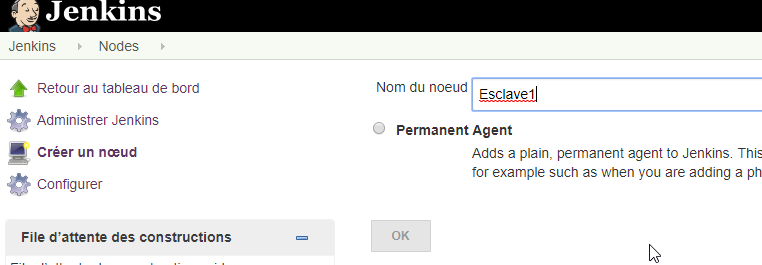 Jenkins
Jenkins Nodes
Retour au tableau de bord
Administrer Jenkins
Créer un nœud
Configurer
File d'attente des constructions
Nom du noeud Esclave1
Permanent Agent
Adds a plain, permanent agent to Jenkins. This
for example such as when you are adding a ph
OK